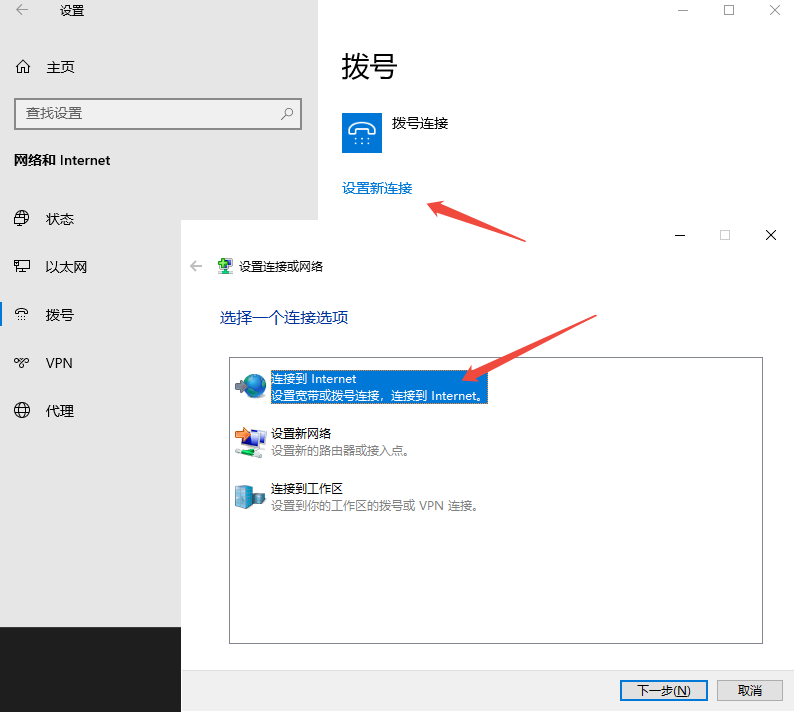 设置
主页
查找设置
网络和 Internet
状态
以太网
拨号
VPN
代理
拨号
拨号连接
设置新连接
设置连接或网络
选择一个连接选项
连接到 Internet
设置宽带或拨号连接，连接到 Internet。
设置新网络
设置新的路由器或接入点。
连接到工作区
设置到你的工作区的拨号或 VPN 连接。
下一步(N)
取消